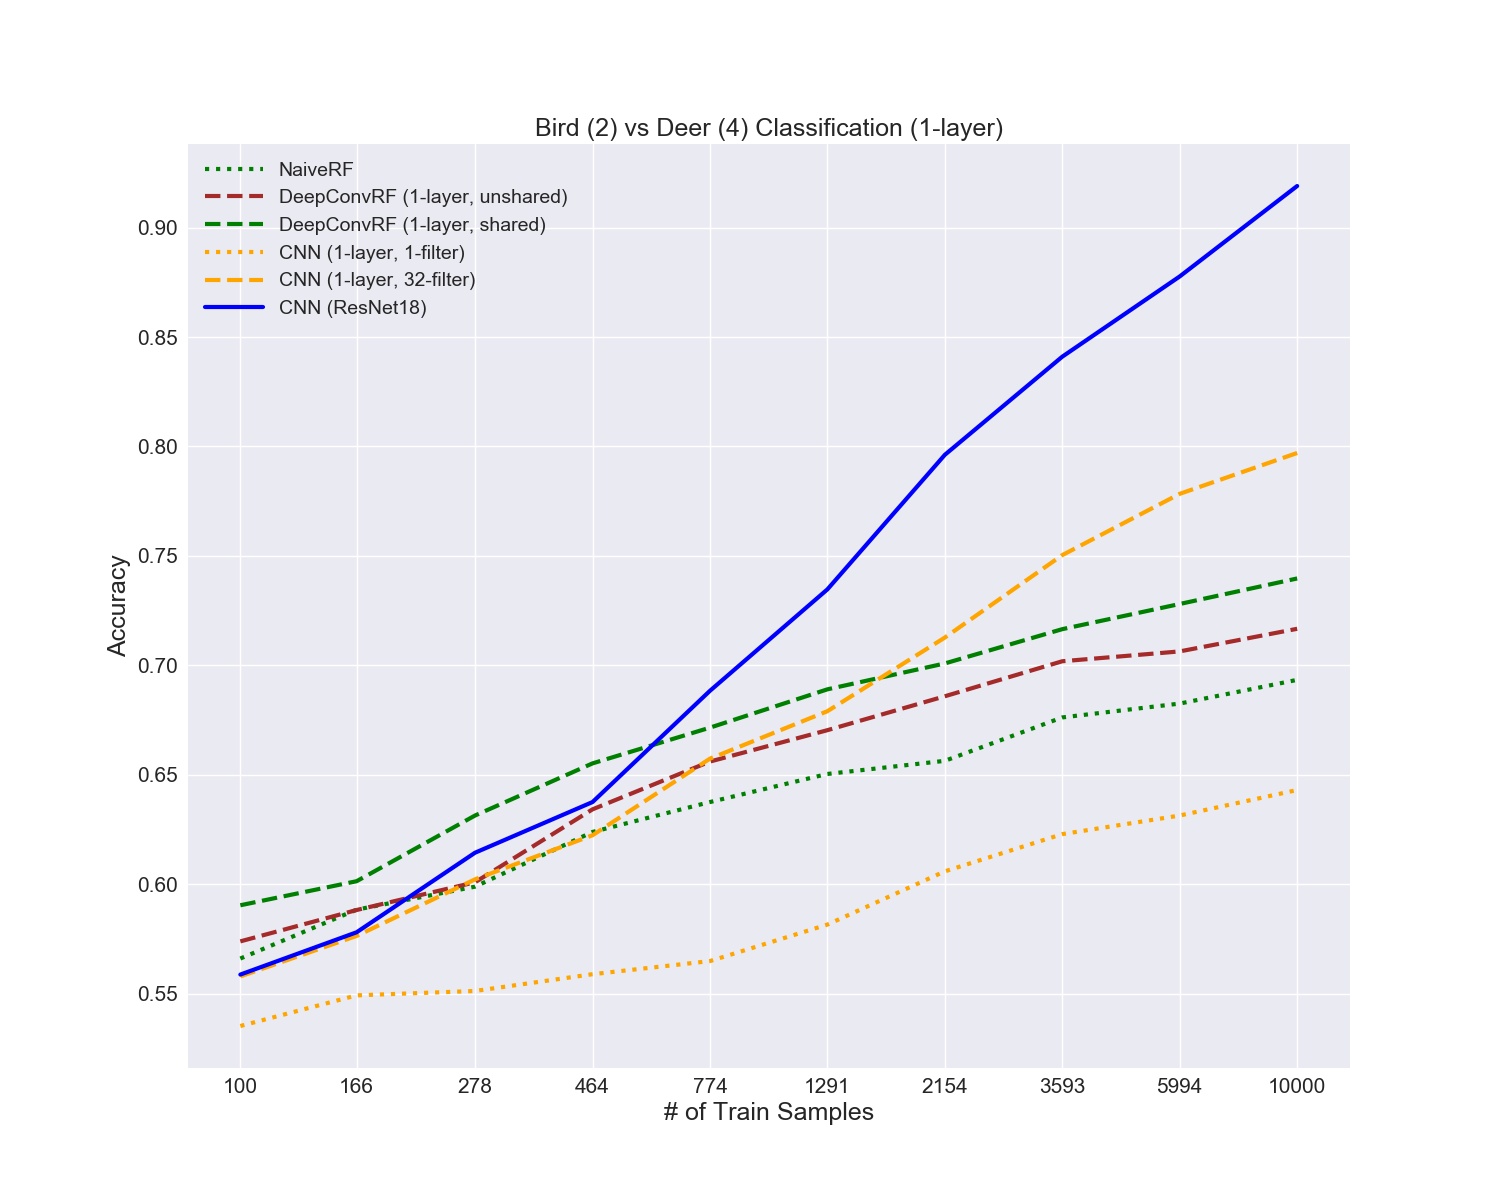 Bird (2) vs Deer (4) Classification (1-layer)
NaiveRF
DeepConvRF (1-layer, unshared)
DeepConvRF (1-layer, shared)
CNN (1-layer, 1-filter)
CNN (1-layer, 32-filter)
CNN (ResNet18)
0.90
0.85
0.80
0.75
0.70
0.65
0.60
0.55
Accuracy
100 166 278 464 774 1291 2154 3593 5994 10000
# of Train Samples